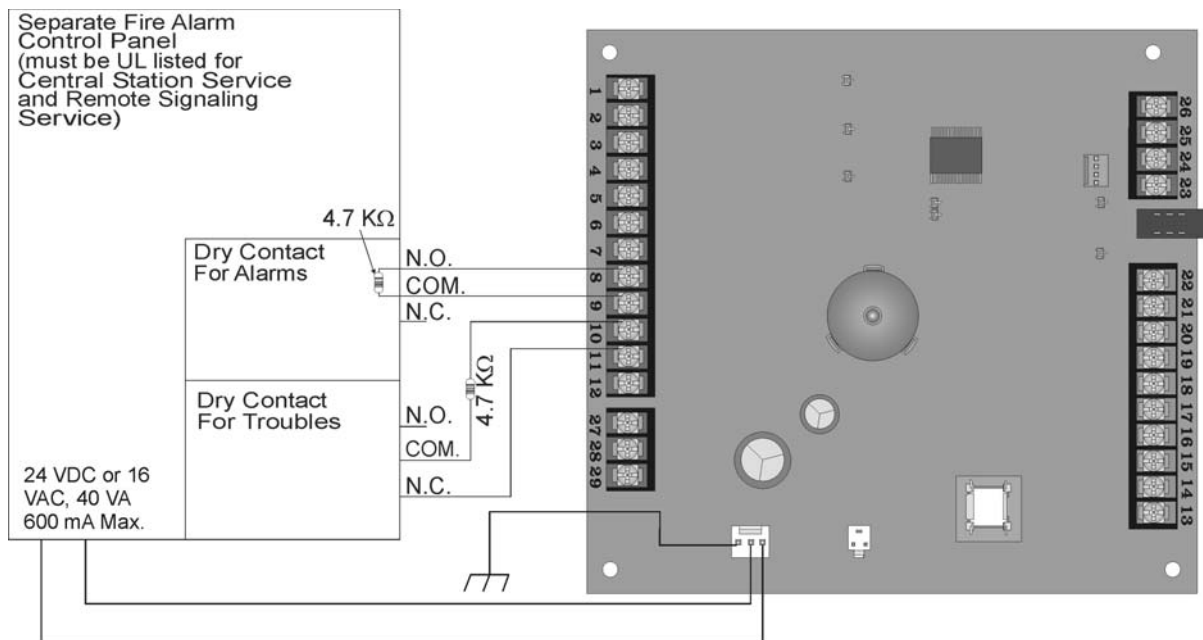 Separate Fire Alarm
Control Panel
(must be UL listed for
Central Station Service
and Remote Signaling
Service)
4.7 KΩ
Dry Contact
For Alarms
N.O.
COM.
N.C.
Dry Contact
For Troubles
N.O.
COM.
N.C.
4.7 KΩ
24 VDC or 16
VAC, 40 VA
600 mA Max.
1
2
3
4
5
6
7
8
9
10
11
12
27
28
29
26
25
24
23
22
21
20
19
18
17
16
15
14
13